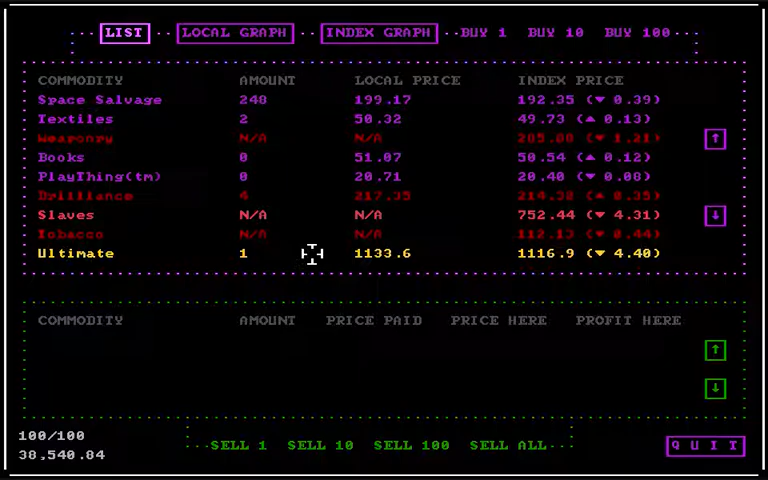 LIST LOCAL GRAPH INDEX GRAPH BUY 1 BUY 10 BUY 100
COMMODITY AMOUNT LOCAL PRICE INDEX PRICE
Space Salvage 248 199.17 192.35 (▼ 0.39)
Textiles 2 50.32 49.73 (▲ 0.13)
Weaponry N/A N/A 205.00 (▼ 1.21)
Books 0 51.07 50.54 (▲ 0.12)
PlayThing(tm) 0 20.71 20.40 (▼ 0.08)
Brilliance 4 217.35 214.30 (▲ 0.35)
Slaves N/A N/A 752.44 (▼ 4.31)
Tobacco N/A N/A 112.13 (▼ 0.44)
Ultimate 1 1133.6 1116.9 (▼ 4.40)
↑
↓
COMMODITY AMOUNT PRICE PAID PRICE HERE PROFIT HERE
↑
↓
100/100
38,540.84
SELL 1 SELL 10 SELL 100 SELL ALL
QUIT